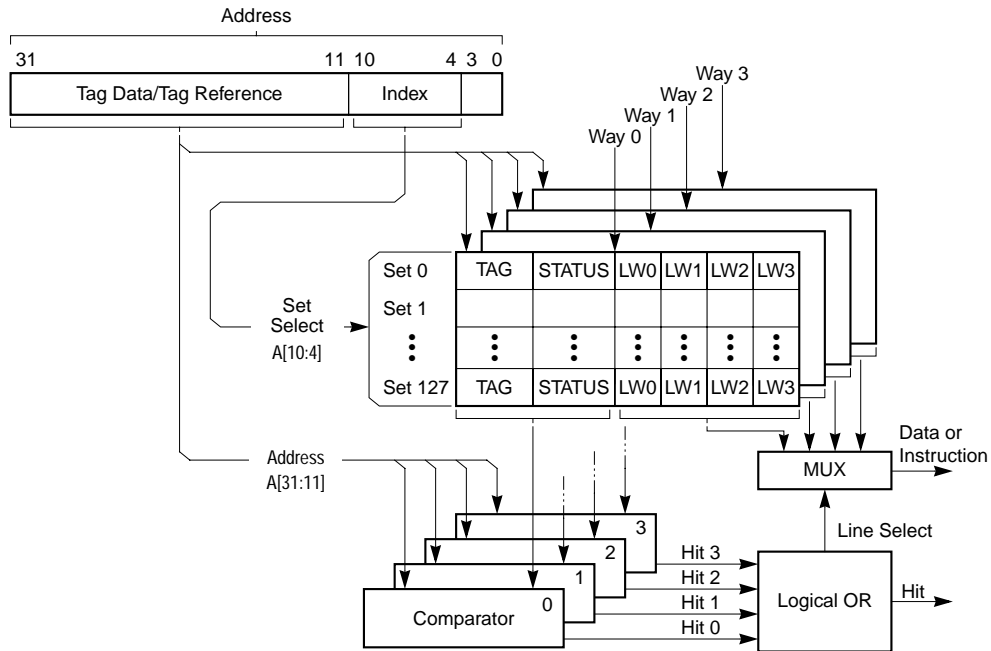 Address
31 11 10 4 3 0
Tag Data/Tag Reference Index
Way 3
Way 2
Way 1
Way 0
Set 0 TAG STATUS LW0 LW1 LW2 LW3
Set 1
Set
Select
A[10:4]
Set 127 TAG STATUS LW0 LW1 LW2 LW3
Address
A[31:11]
Data or
Instruction
MUX
Line Select
3
2
1
0
Comparator
Hit 3
Hit 2
Hit 1
Hit 0
Logical OR
Hit